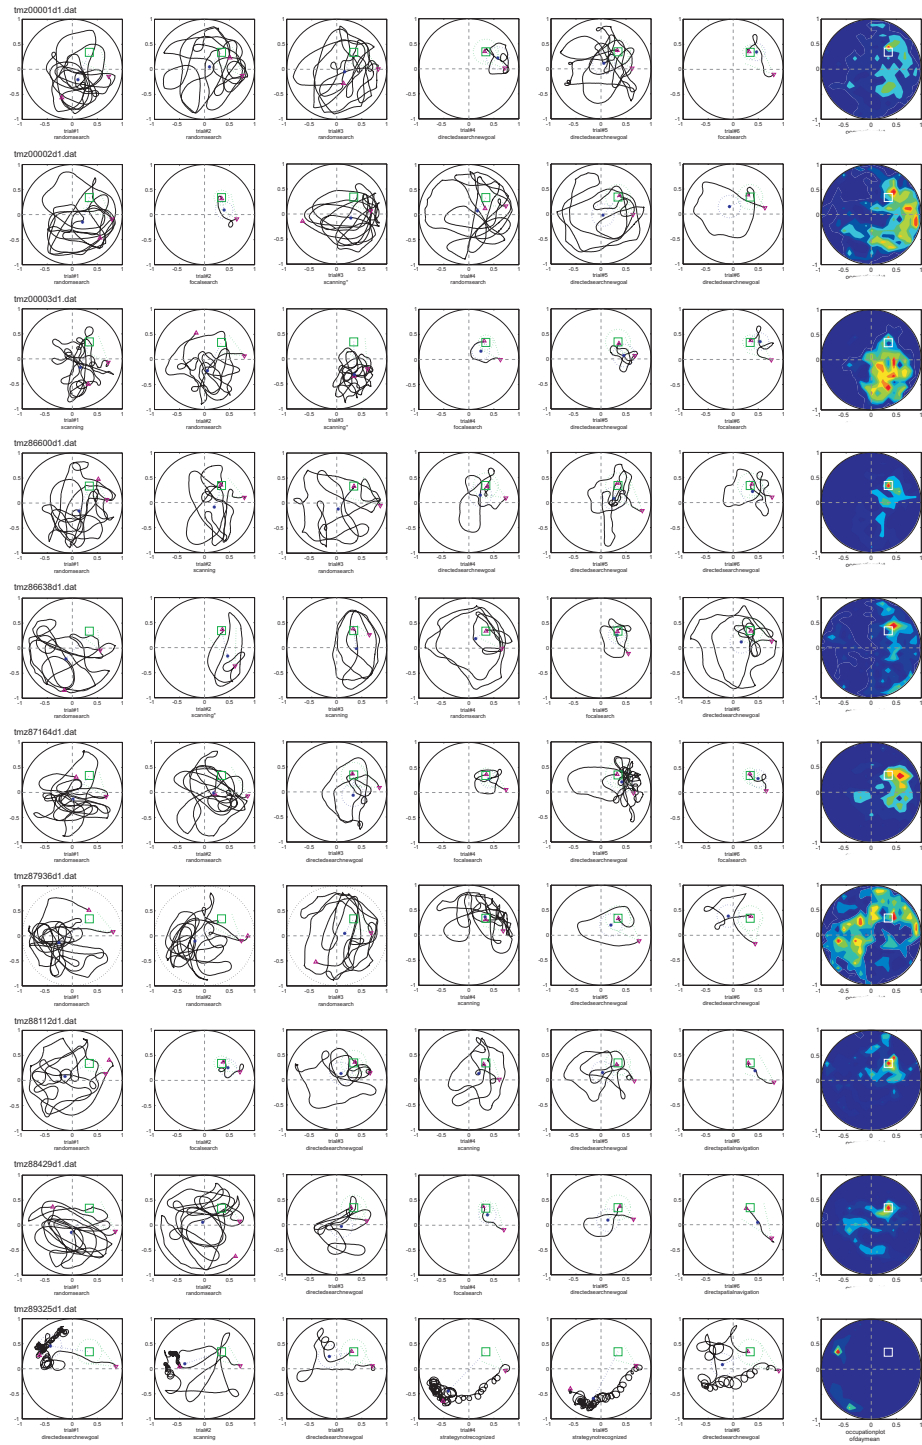 tmz00001d1.dat
trial#1 trial#2 trial#3 trial#4 trial#5 trial#6
randomsearch randomsearch randomsearch directedsearchnewgoal directedsearchnewgoal focalsearch
tmz00002d1.dat
trial#1 trial#2 trial#3 trial#4 trial#5 trial#6
randomsearch focalsearch scanning* randomsearch directedsearchnewgoal directedsearchnewgoal
tmz00003d1.dat
trial#1 trial#2 trial#3 trial#4 trial#5 trial#6
scanning randomsearch scanning* focalsearch directedsearchnewgoal focalsearch
tmz86600d1.dat
trial#1 trial#2 trial#3 trial#4 trial#5 trial#6
randomsearch scanning randomsearch directedsearchnewgoal directedsearchnewgoal directedsearchnewgoal
tmz86638d1.dat
trial#1 trial#2 trial#3 trial#4 trial#5 trial#6
randomsearch scanning* scanning randomsearch focalsearch directedsearchnewgoal
tmz87164d1.dat
trial#1 trial#2 trial#3 trial#4 trial#5 trial#6
randomsearch randomsearch directedsearchnewgoal focalsearch directedsearchnewgoal focalsearch
tmz87936d1.dat
trial#1 trial#2 trial#3 trial#4 trial#5 trial#6
randomsearch randomsearch randomsearch scanning directedsearchnewgoal directedsearchnewgoal
tmz88112d1.dat
trial#1 trial#2 trial#3 trial#4 trial#5 trial#6
randomsearch focalsearch directedsearchnewgoal scanning directedsearchnewgoal directspatialnavigation
tmz88429d1.dat
trial#1 trial#2 trial#3 trial#4 trial#5 trial#6
randomsearch randomsearch directedsearchnewgoal focalsearch directedsearchnewgoal directspatialnavigation
tmz89325d1.dat
trial#1 trial#2 trial#3 trial#4 trial#5 trial#6 occupationplot
directedsearchnewgoal scanning directedsearchnewgoal strategynotrecognized strategynotrecognized directedsearchnewgoal ofdaymean